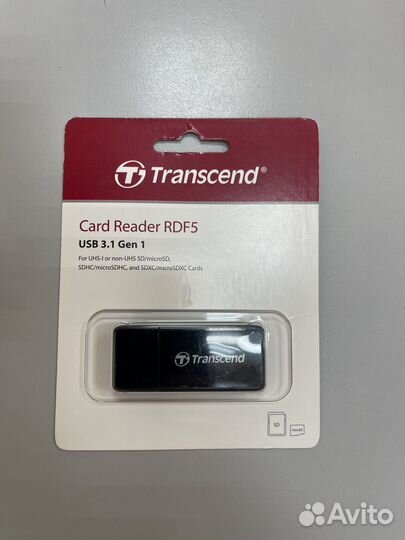 Transcend®
Card Reader RDF5
USB 3.1 Gen 1
For UHS-I or non-UHS SD/microSD,
SDHC/microSDHC, and SDXC/microSDXC Cards
Transcend
SD
microSD
Avito